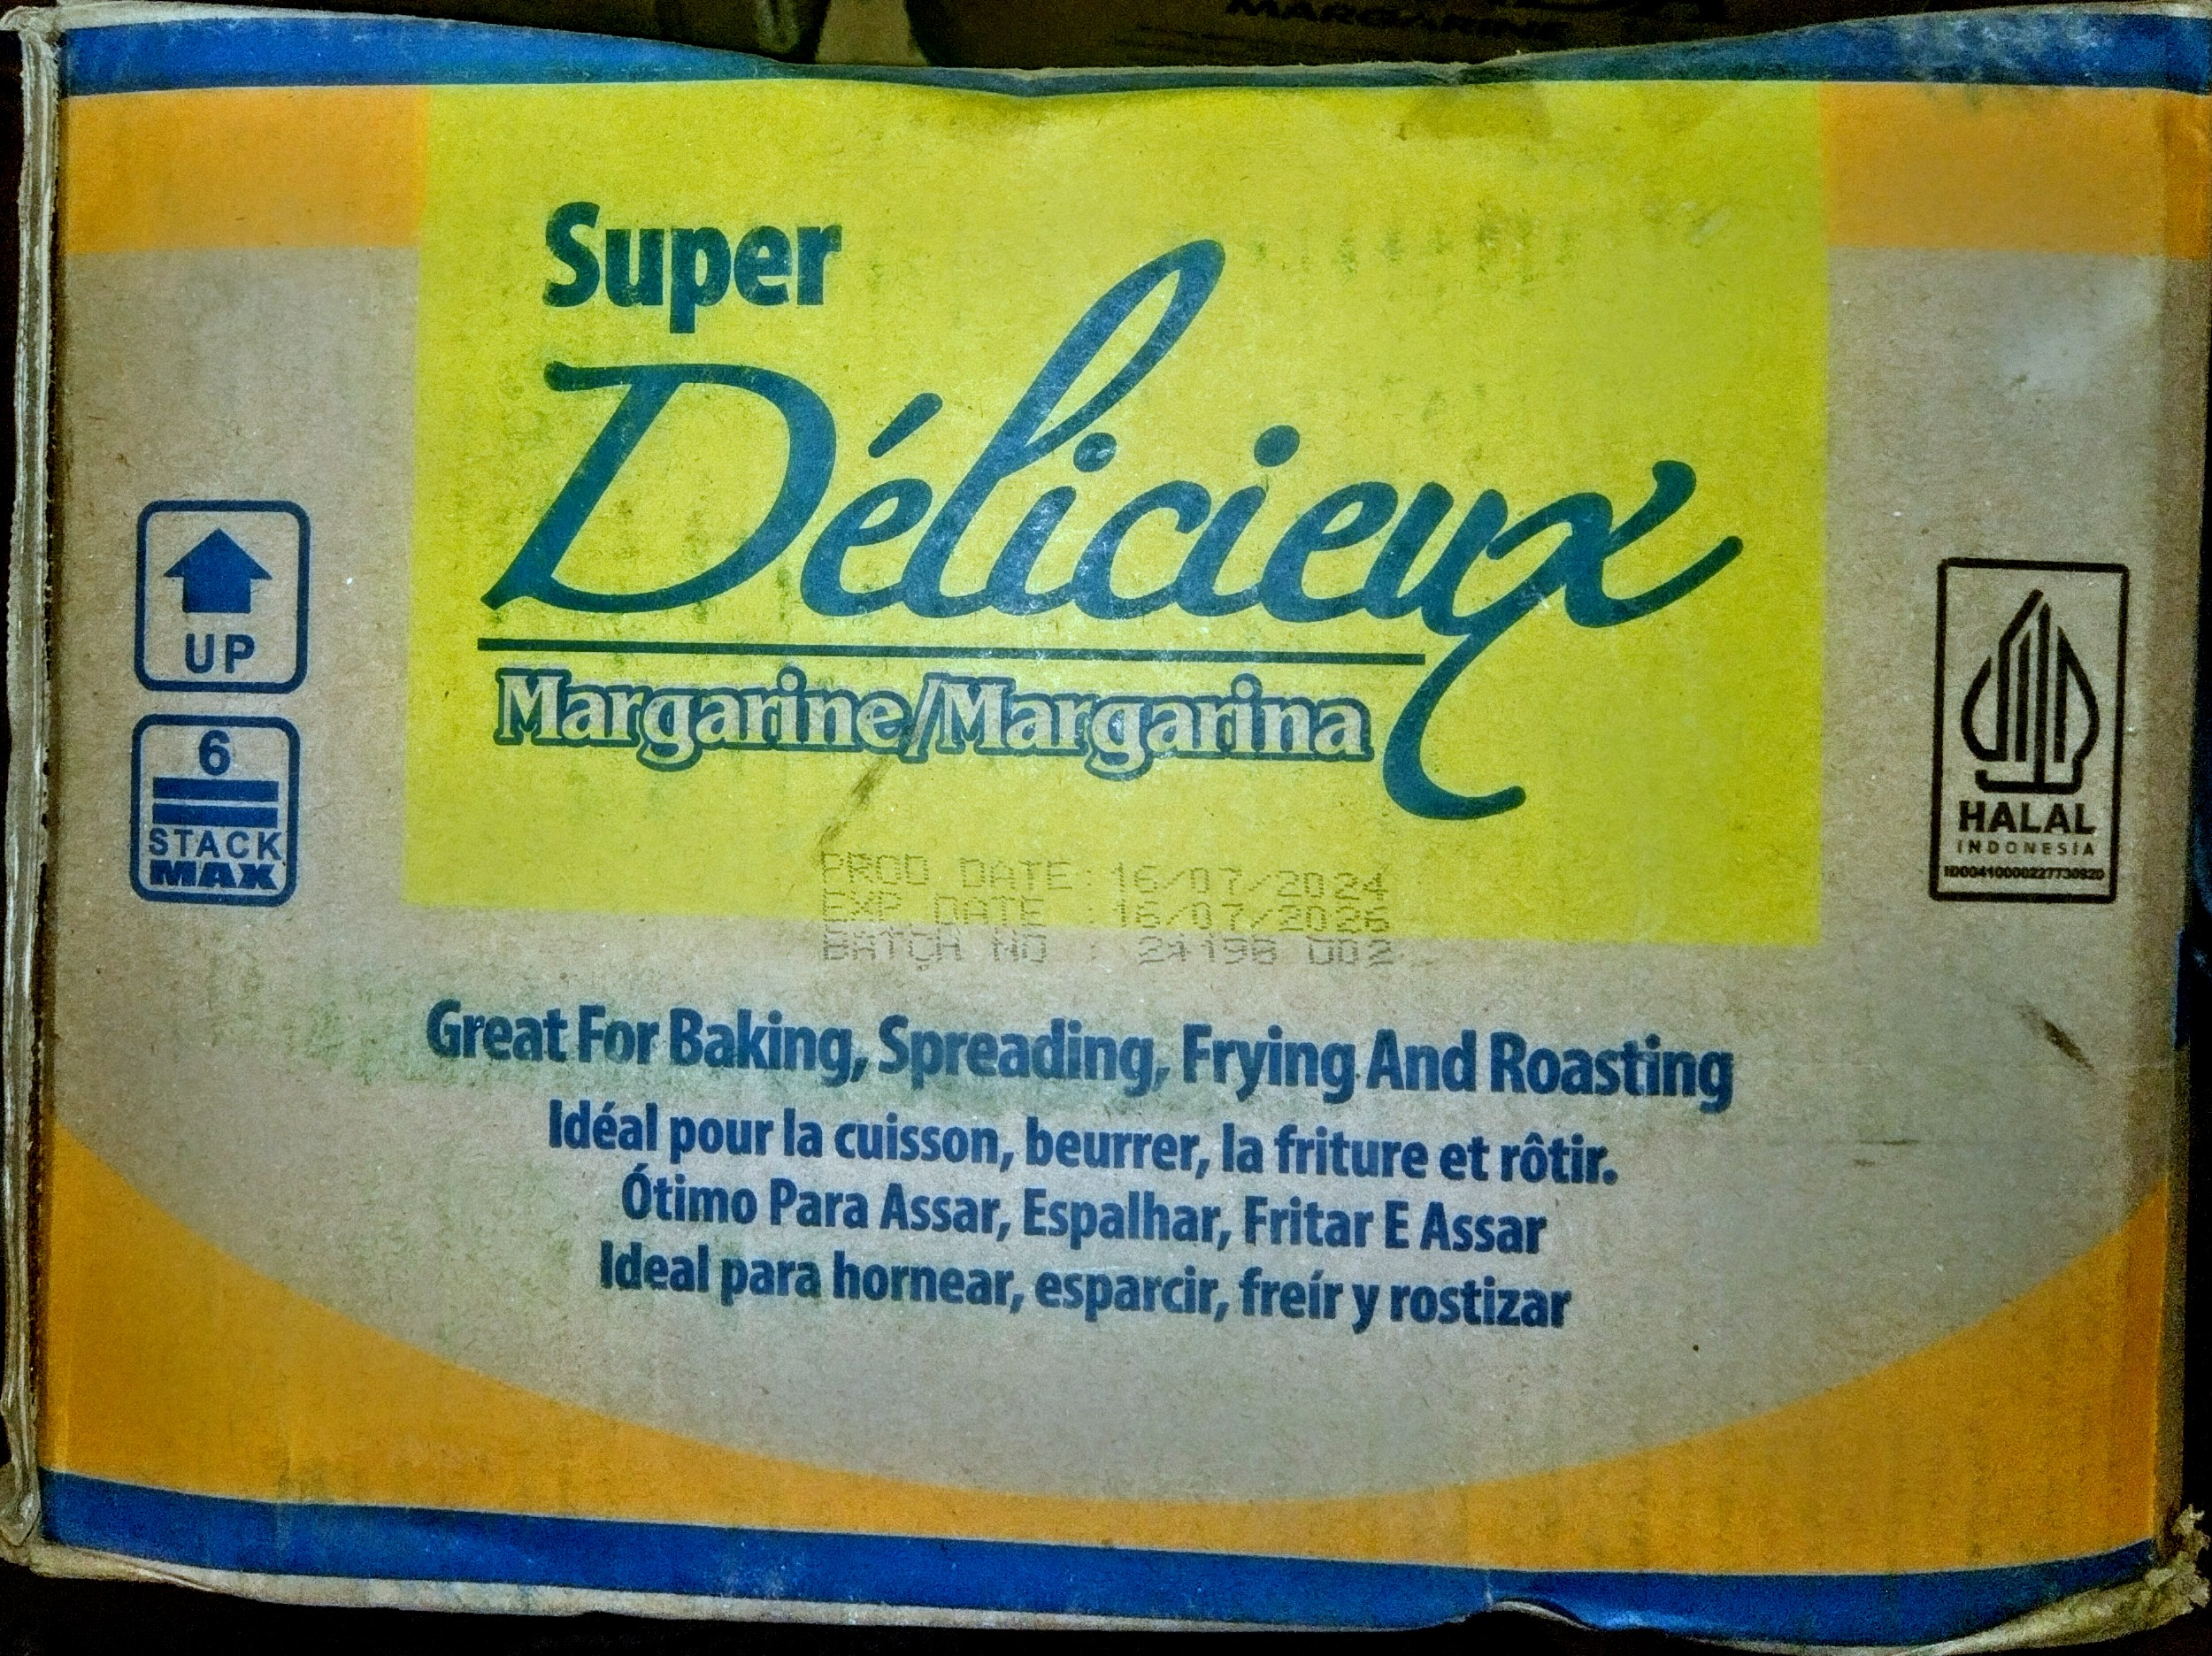 MARGARINE
Super
Délicieux
Margarine/Margarina
UP
6
STACK
MAX
HALAL
INDONESIA
ID00410000227730820
PROD DATE: 16/07/2024
EXP DATE : 16/07/2026
BATCH NO : 24198 D02
Great For Baking, Spreading, Frying And Roasting
Idéal pour la cuisson, beurrer, la friture et rôtir.
Ótimo Para Assar, Espalhar, Fritar E Assar
Ideal para hornear, esparcir, freír y rostizar